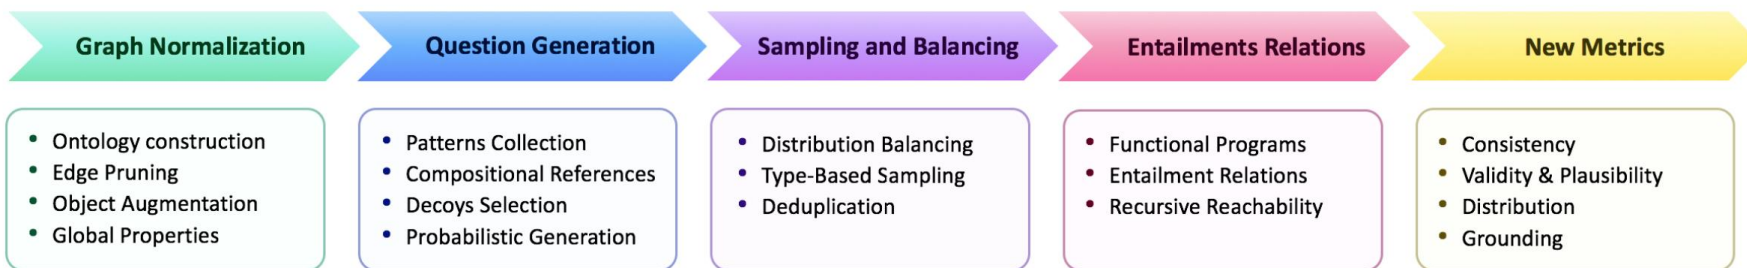 Graph Normalization
Question Generation
Sampling and Balancing
Entailments Relations
New Metrics
• Ontology construction
• Edge Pruning
• Object Augmentation
• Global Properties
• Patterns Collection
• Compositional References
• Decoys Selection
• Probabilistic Generation
• Distribution Balancing
• Type-Based Sampling
• Deduplication
• Functional Programs
• Entailment Relations
• Recursive Reachability
• Consistency
• Validity & Plausibility
• Distribution
• Grounding